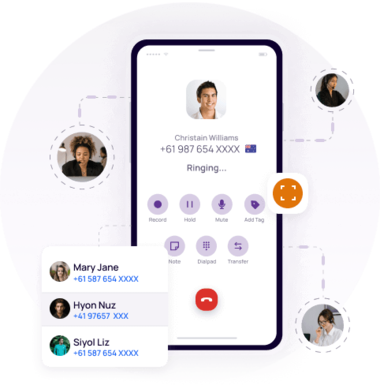 Christain Williams
+61 987 654 XXXX
Ringing...
Record
Hold
Mute
Add Tag
Note
Dialpad
Transfer
Mary Jane
+61 587 654 XXXX
Hyon Nuz
+41 97657 XXX
Siyol Liz
+61 587 654 XXXX